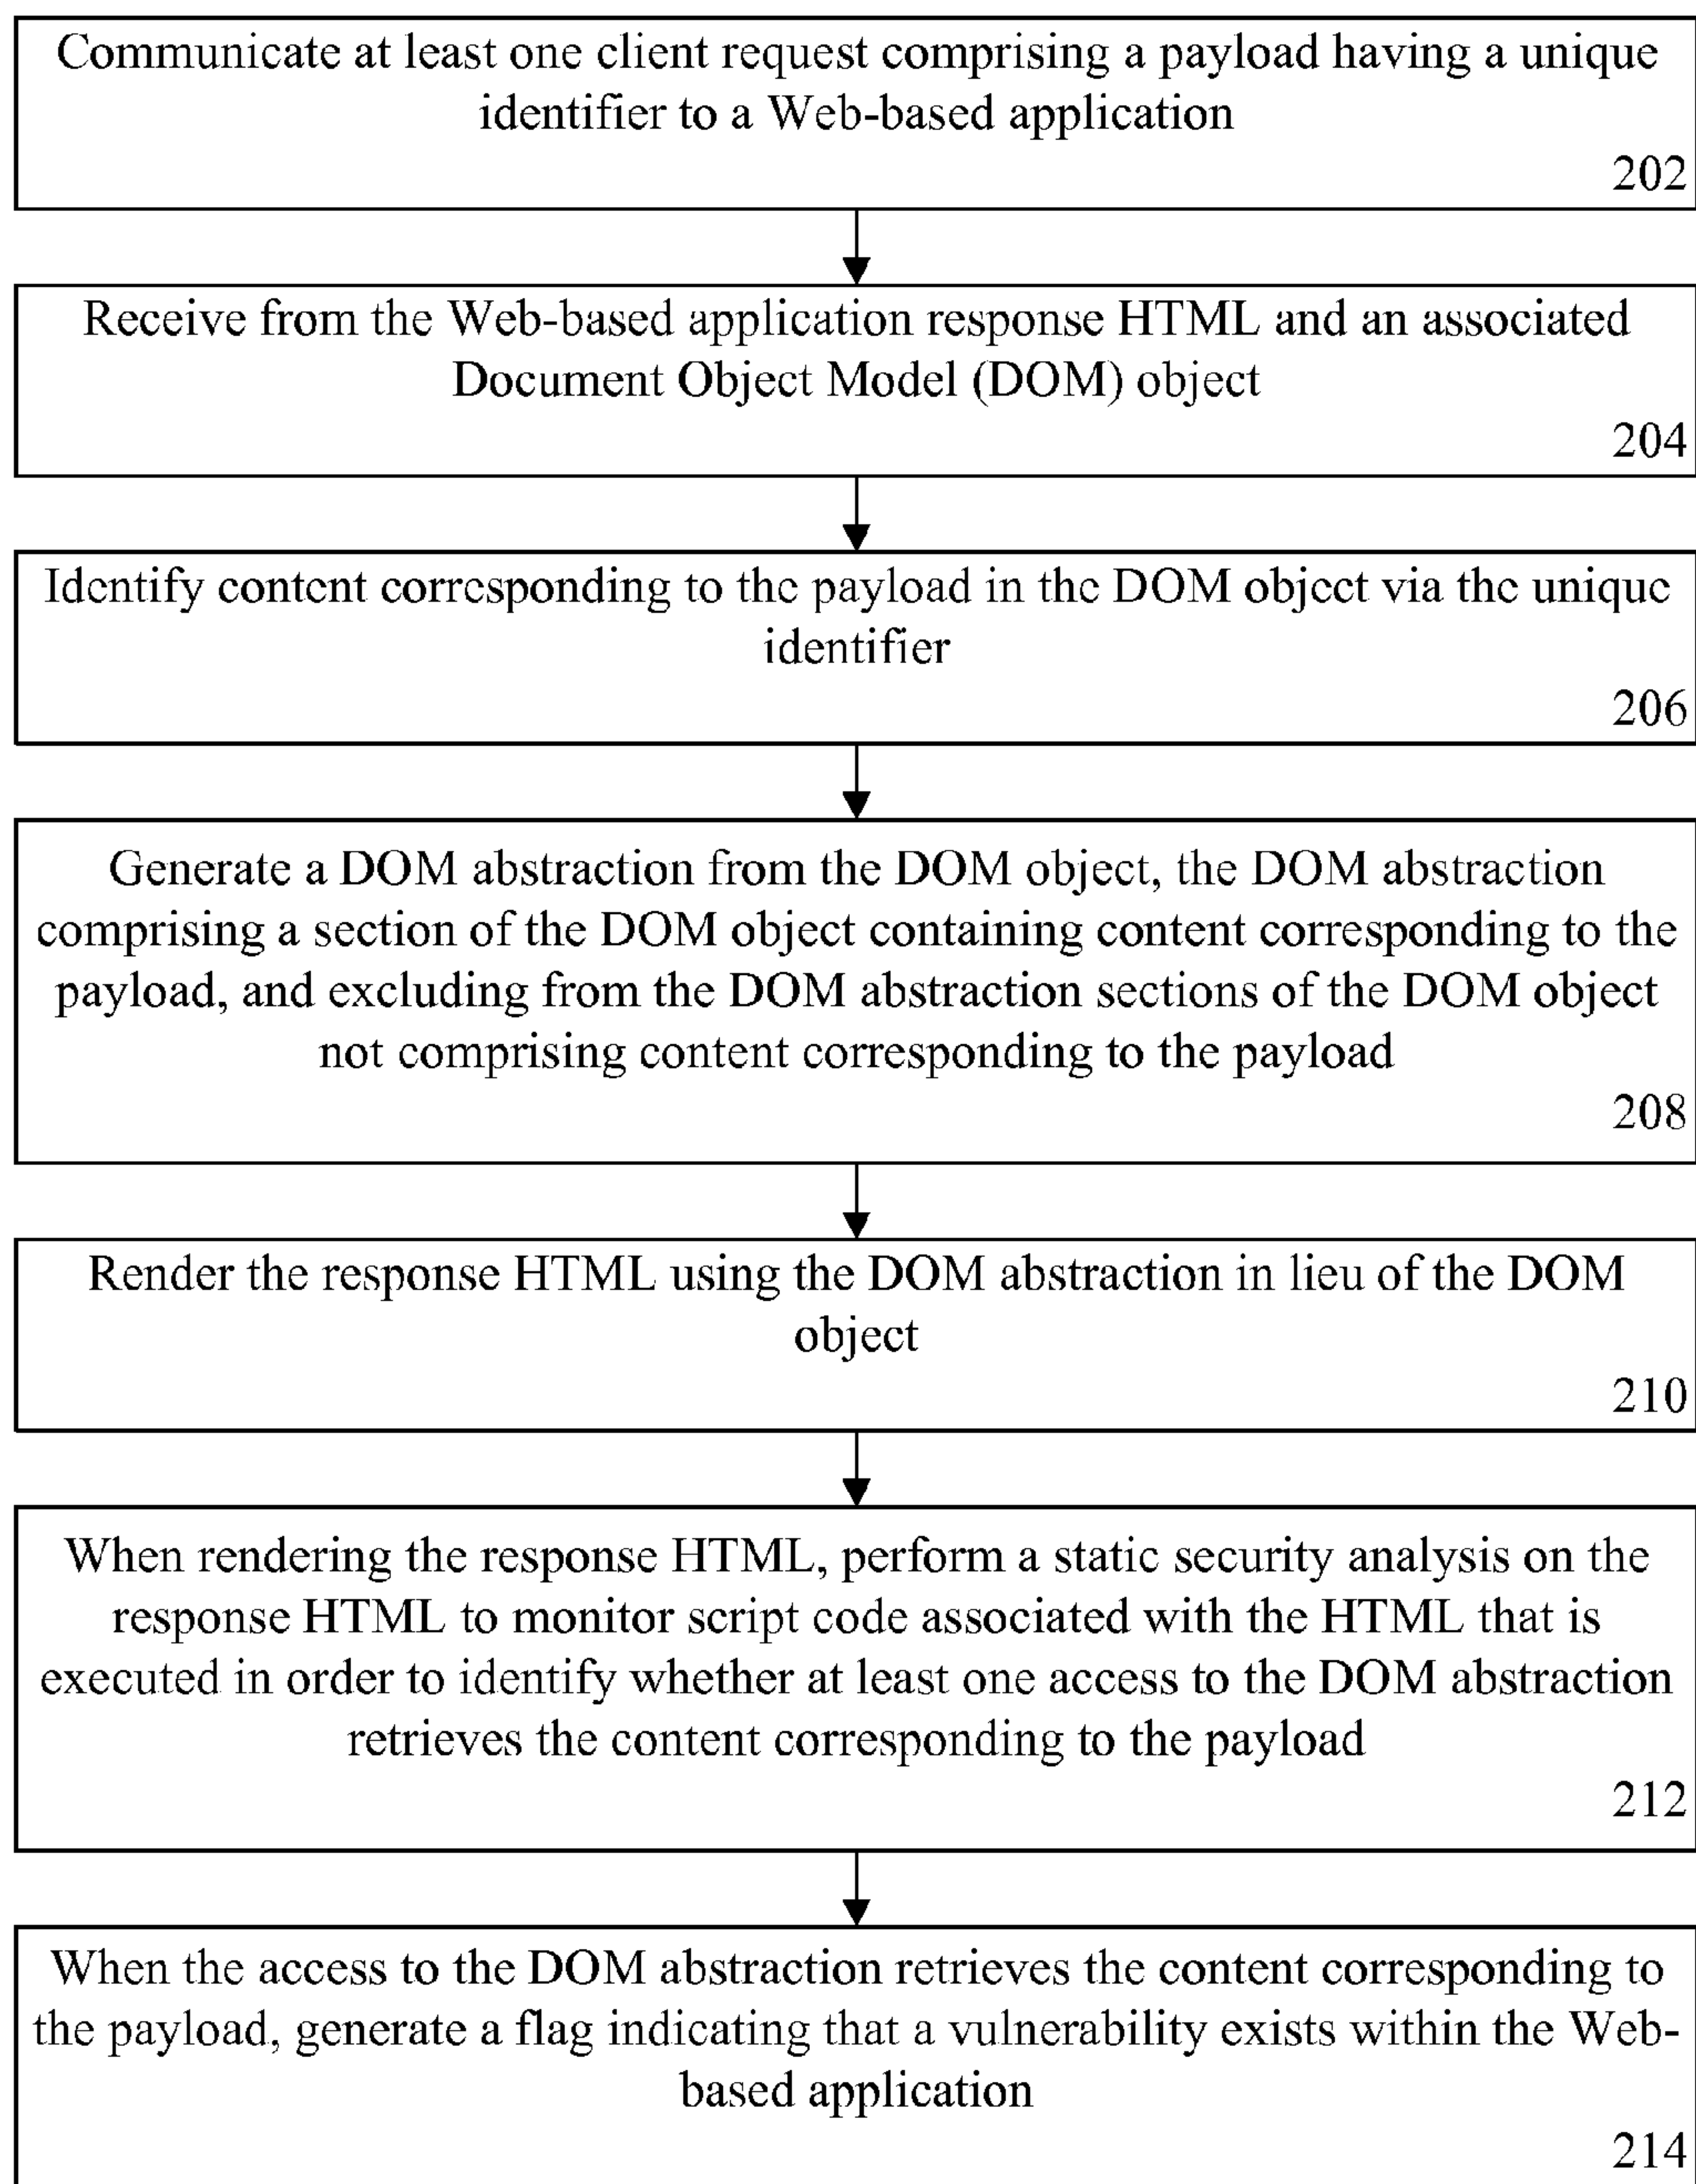 Communicate at least one client request comprising a payload having a unique
identifier to a Web-based application
202
Receive from the Web-based application response HTML and an associated
Document Object Model (DOM) object
204
Identify content corresponding to the payload in the DOM object via the unique
identifier
206
Generate a DOM abstraction from the DOM object, the DOM abstraction
comprising a section of the DOM object containing content corresponding to the
payload, and excluding from the DOM abstraction sections of the DOM object
not comprising content corresponding to the payload
208
Render the response HTML using the DOM abstraction in lieu of the DOM
object
210
When rendering the response HTML, perform a static security analysis on the
response HTML to monitor script code associated with the HTML that is
executed in order to identify whether at least one access to the DOM abstraction
retrieves the content corresponding to the payload
212
When the access to the DOM abstraction retrieves the content corresponding to
the payload, generate a flag indicating that a vulnerability exists within the Web-
based application
214